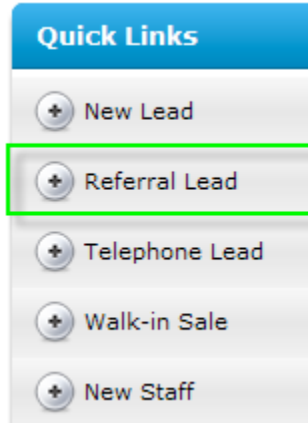 Quick Links
New Lead
Referral Lead
Telephone Lead
Walk-in Sale
New Staff